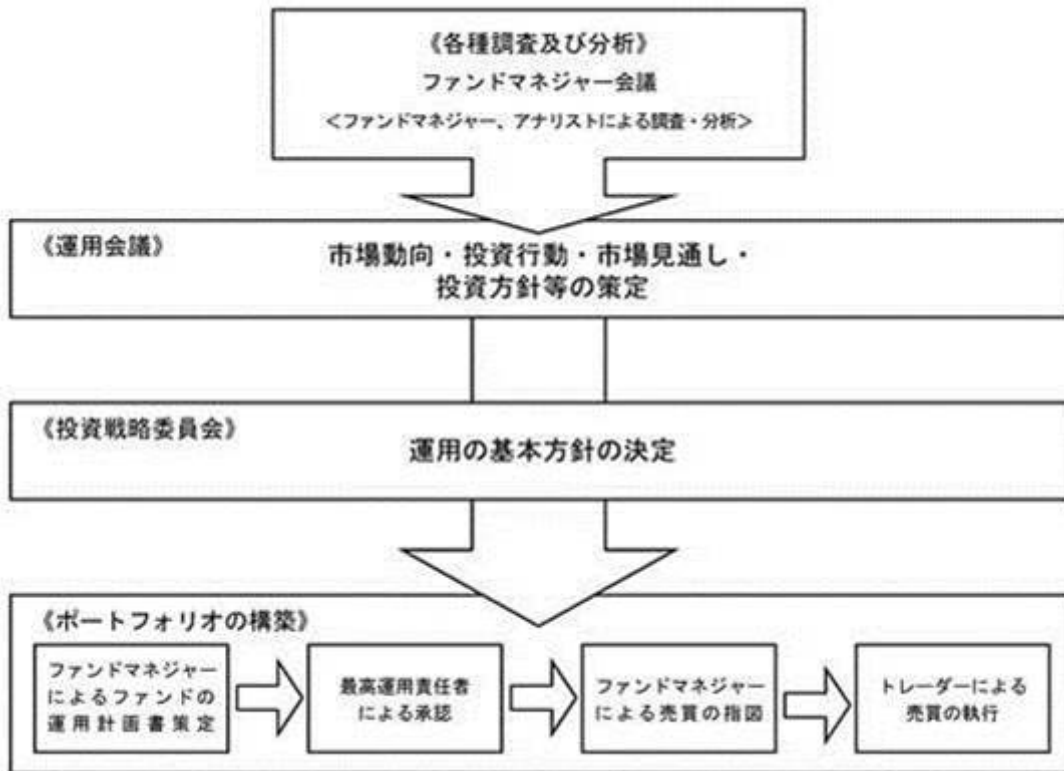 《各種調査及び分析》
ファンドマネジャー会議
<ファンドマネジャー、アナリストによる調査・分析>
《運用会議》
市場動向・投資行動・市場見通し・
投資方針等の策定
《投資戦略委員会》
運用の基本方針の決定
《ポートフォリオの構築》
ファンドマネジャー
によるファンドの
運用計画書策定
最高運用責任者
による承認
ファンドマネジャー
による売買の指図
トレーダーによる
売買の執行